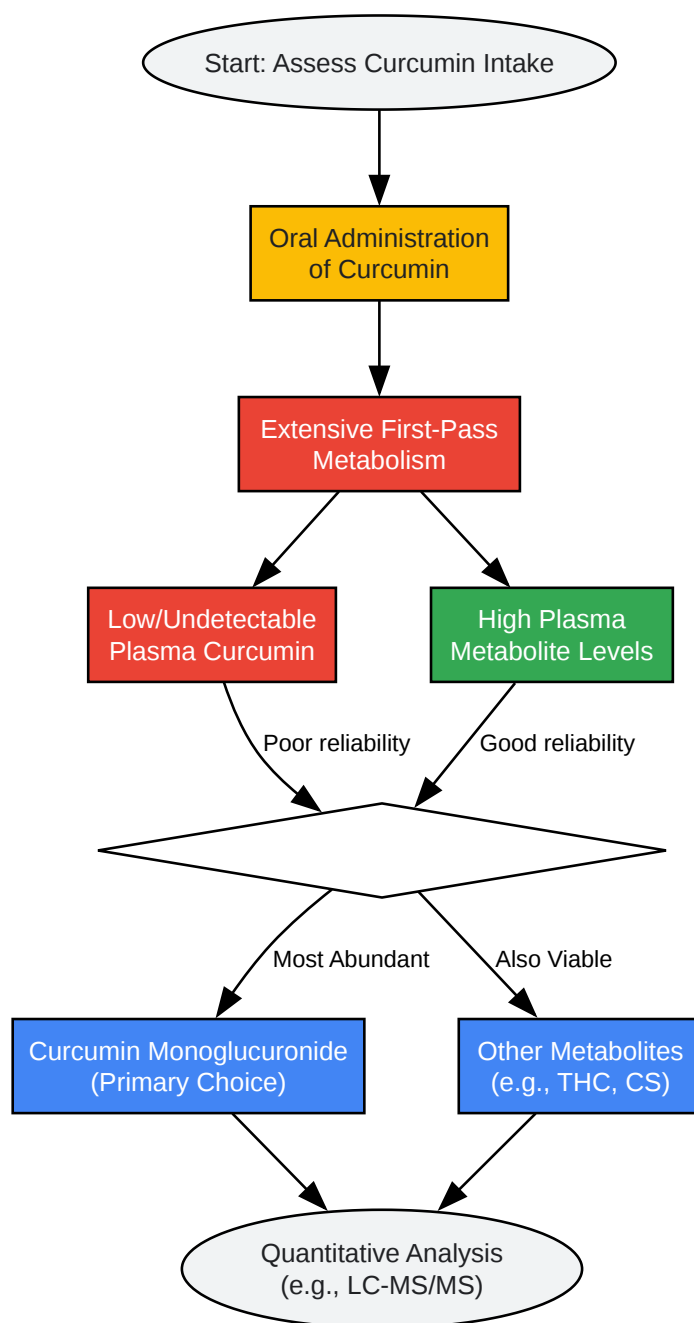 Start: Assess Curcumin Intake
Oral Administration
of Curcumin
Extensive First-Pass
Metabolism
Low/Undetectable
Plasma Curcumin
High Plasma
Metabolite Levels
Poor reliability
Good reliability
Most Abundant
Also Viable
Curcumin Monoglucuronide
(Primary Choice)
Other Metabolites
(e.g., THC, CS)
Quantitative Analysis
(e.g., LC-MS/MS)